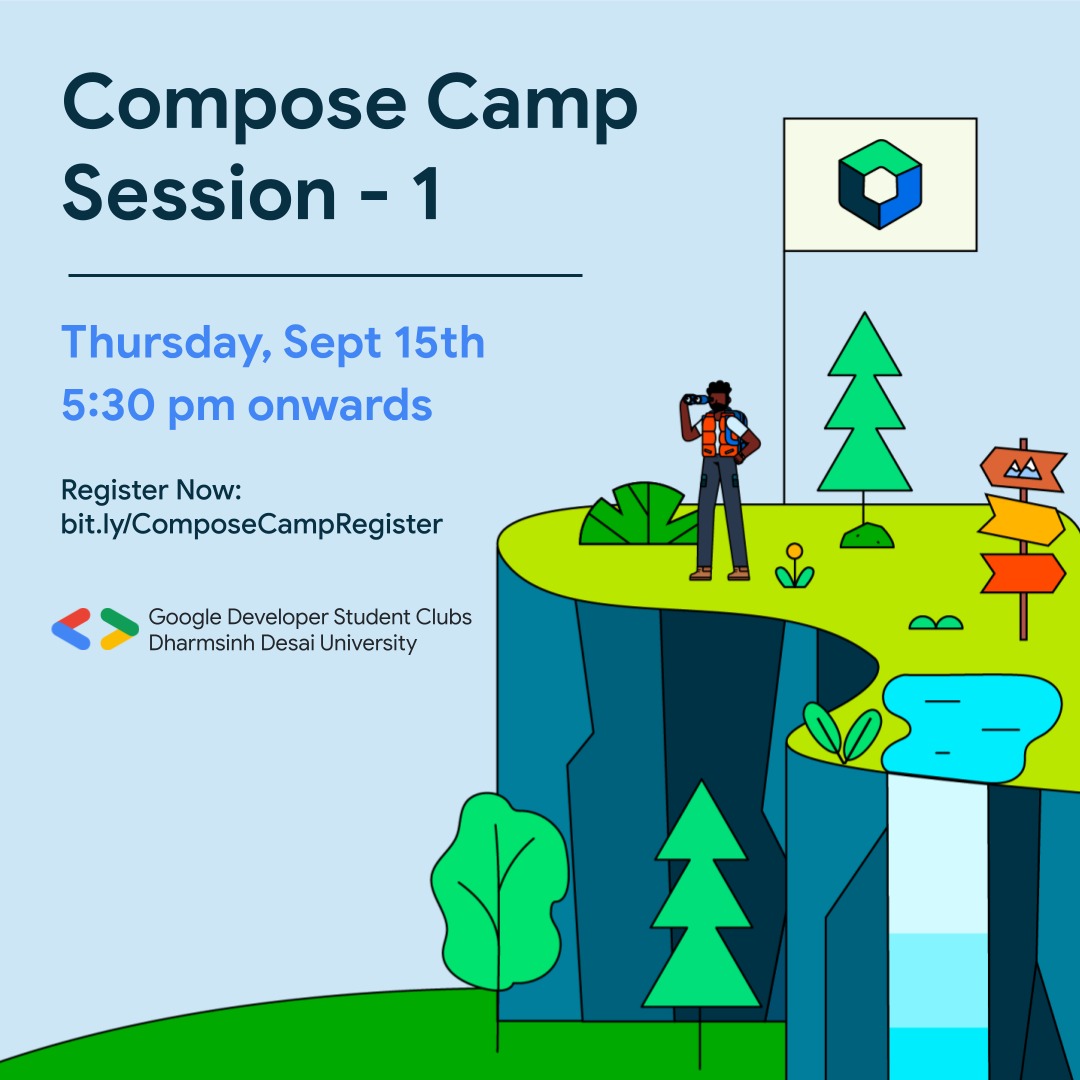 Compose Camp
Session - 1
Thursday, Sept 15th
5:30 pm onwards
Register Now:
bit.ly/ComposeCampRegister
Google Developer Student Clubs
Dharmsinh Desai University